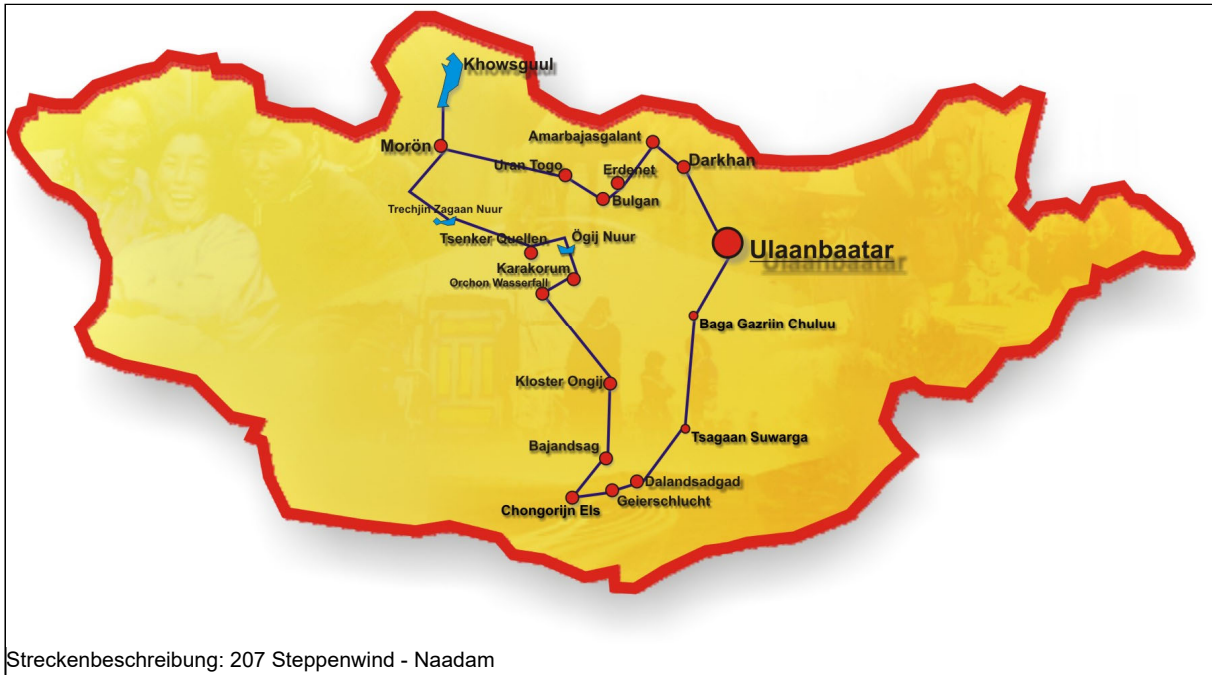 Khowsguul
Amarbajasgalant
Morön
Darkhan
Uran Togo
Erdenet
Bulgan
Trechjin Zagaan Nuur
Tsenker Quellen
Ögij Nuur
Ulaanbaatar
Karakorum
Orchon Wasserfall
Baga Gazriin Chuluu
Kloster Ongij
Tsagaan Suwarga
Bajandsag
Dalandsadgad
Geierschlucht
Chongorijn Els
Streckenbeschreibung: 207 Steppenwind - Naadam